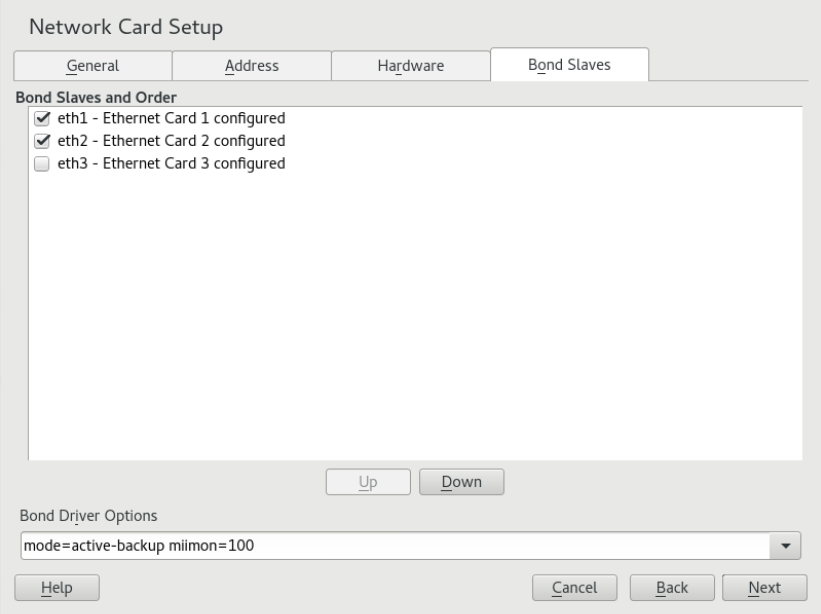 Network Card Setup
General Address Hardware Bond Slaves
Bond Slaves and Order
eth1 - Ethernet Card 1 configured
eth2 - Ethernet Card 2 configured
eth3 - Ethernet Card 3 configured
Up Down
Bond Driver Options
mode=active-backup miimon=100
Help Cancel Back Next